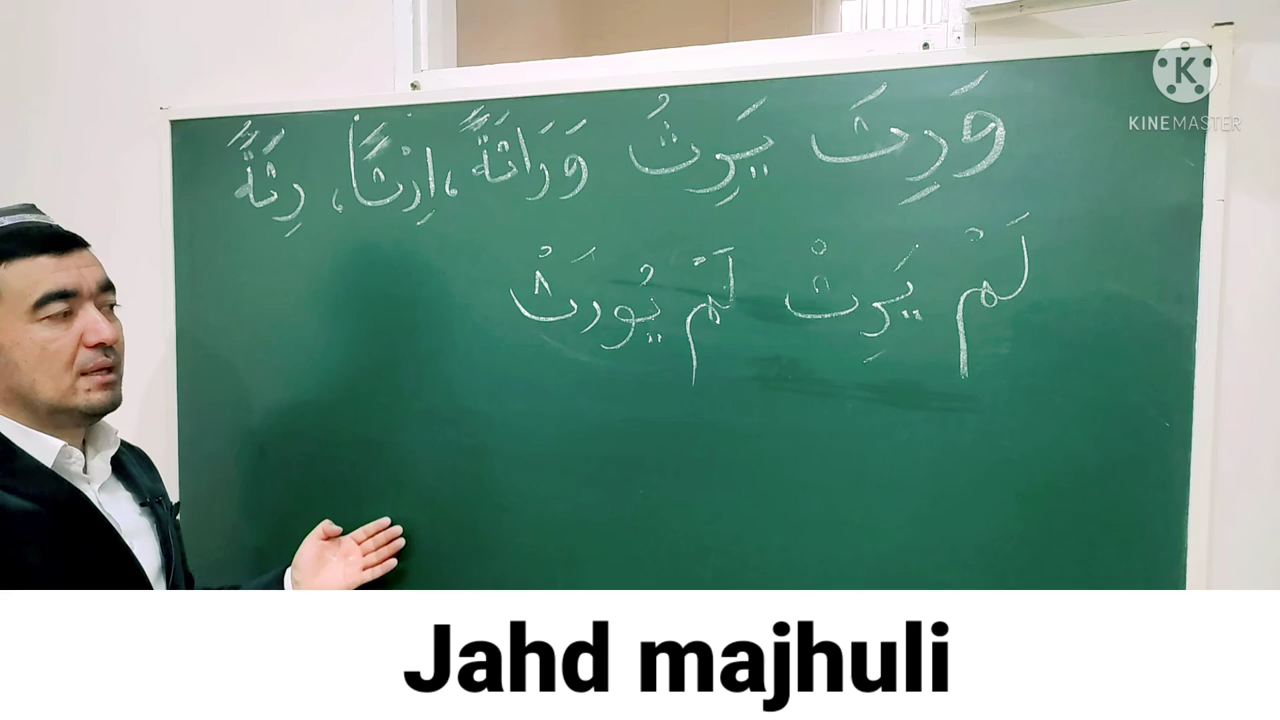 وَرِثَ يَرِثُ وَرَاثَةً، اِرْثًا، رِثَةً
لَمْ يَرِثْ لَمْ يُورَثْ
KINEMASTER
Jahd majhuli